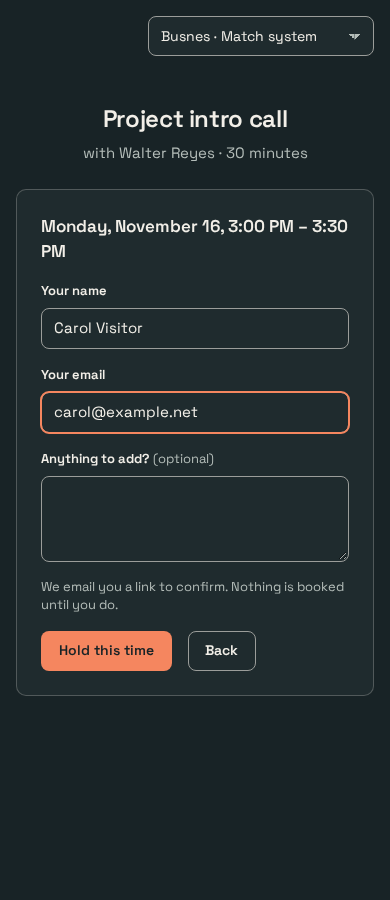 Busnes · Match system
Project intro call
with Walter Reyes · 30 minutes
Monday, November 16, 3:00 PM – 3:30
PM
Your name
Carol Visitor
Your email
carol@example.net
Anything to add? (optional)
We email you a link to confirm. Nothing is booked
until you do.
Hold this time
Back